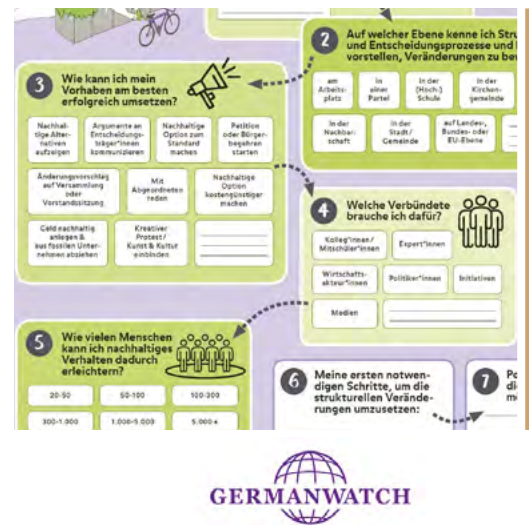 2
Auf welcher Ebene kenne ich
und Entscheidungsprozesse und
vorstellen, Veränderungen zu
am
Arbeits-
platz
in
einer
Partei
in der
(Hoch-)
Schule
in der
Kirchen-
gemeinde
in der
Nachbar-
schaft
in der
Stadt/
Gemeinde
auf Landes-,
Bundes- oder
EU-Ebene
3
Wie kann ich mein
Vorhaben am besten
erfolgreich umsetzen?
Nachhal-
tige Alter-
nativen
aufzeigen
Argumente an
Entscheidungs-
träger*innen
kommunizieren
Nachhaltige
Option zum
Standard
machen
Petition
oder Bürger-
begehren
starten
Änderungsvorschlag
auf Versammlung
oder
Vorstandssitzung
Mit
Abgeordneten
reden
Nachhaltige
Option
kostengünstiger
machen
Geld nachhaltig
anlegen &
aus fossilen Unter-
nehmen abziehen
Kreativer
Protest/
Kunst & Kultur
einbinden
4
Welche Verbündete
brauche ich dafür?
Kolleg*innen/
Mitschüler*innen
Expert*innen
Wirtschafts-
akteur*innen
Politiker*innen
Initiativen
Medien
5
Wie vielen Menschen
kann ich nachhaltiges
Verhalten dadurch
erleichtern?
20-50
50-100
100-300
300-1.000
1.000-5.000
5.000 +
6
Meine ersten notwen-
digen Schritte, um die
strukturellen Verände-
rungen umzusetzen:
7
GERMANWATCH